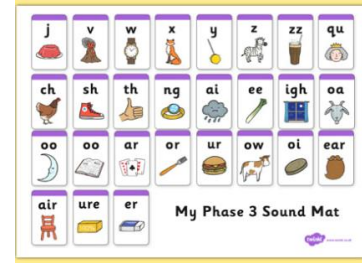 j v w x y z zz qu
ch sh th ng ai ee igh oa
oo oo ar or ur ow oi ear
air ure er
My Phase 3 Sound Mat
twinkl